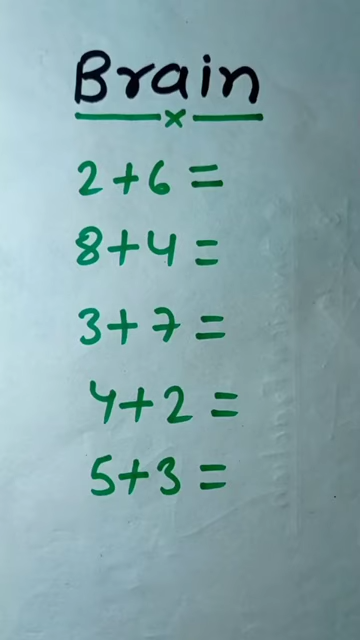 Brain
x
2+6=
8+4=
3+7=
4+2=
5+3=